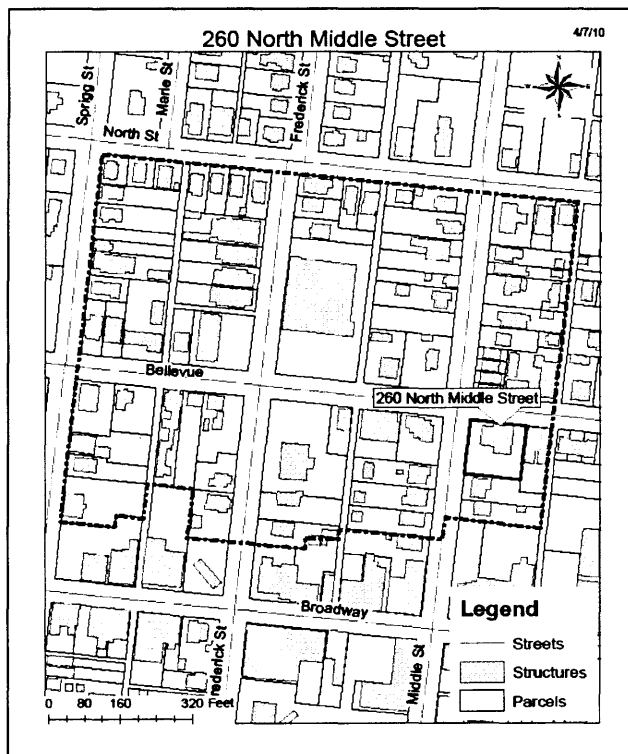 260 North Middle Street
4/7/10
Sprigg St
Marie St
Frederick St
North St
Bellevue
260 North Middle Street
Broadway
Frederick St
Middle St
Legend
Streets
Structures
Parcels
0 80 160 320 Feet